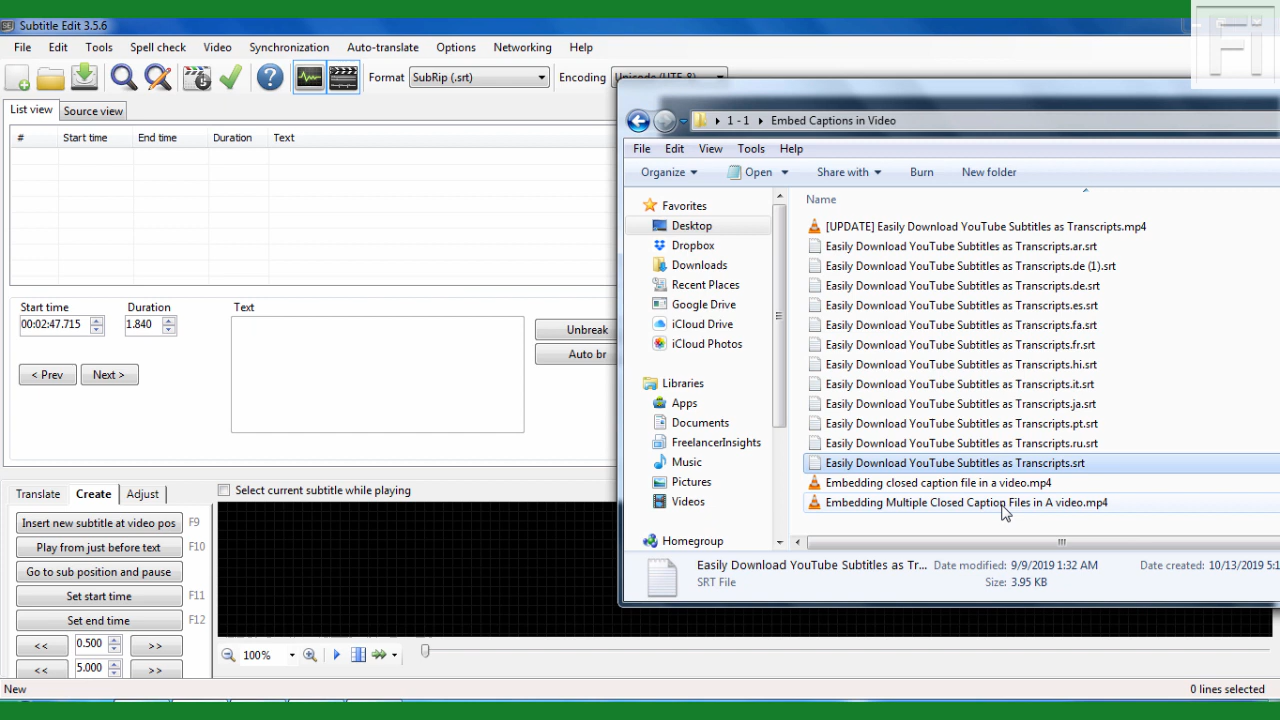 Subtitle Edit 3.5.6
File Edit Tools Spell check Video Synchronization Auto-translate Options Networking Help
Format SubRip (.srt) Encoding Unicode (UTF-8)
List view Source view
# Start time End time Duration Text
Start time Duration Text
00:02:47.715 1.840
Unbreak
Auto br
< Prev Next >
Translate Create Adjust
Select current subtitle while playing
Insert new subtitle at video pos F9
Play from just before text F10
Go to sub position and pause
Set start time F11
Set end time F12
<< 0.500 >>
<< 5.000 >>
100%
New
0 lines selected
Fi
1 - 1 Embed Captions in Video
File Edit View Tools Help
Organize Open Share with Burn New folder
Favorites
Desktop
Dropbox
Downloads
Recent Places
Google Drive
iCloud Drive
iCloud Photos
Libraries
Apps
Documents
FreelancerInsights
Music
Pictures
Videos
Homegroup
Name
[UPDATE] Easily Download YouTube Subtitles as Transcripts.mp4
Easily Download YouTube Subtitles as Transcripts.ar.srt
Easily Download YouTube Subtitles as Transcripts.de (1).srt
Easily Download YouTube Subtitles as Transcripts.de.srt
Easily Download YouTube Subtitles as Transcripts.es.srt
Easily Download YouTube Subtitles as Transcripts.fa.srt
Easily Download YouTube Subtitles as Transcripts.fr.srt
Easily Download YouTube Subtitles as Transcripts.hi.srt
Easily Download YouTube Subtitles as Transcripts.it.srt
Easily Download YouTube Subtitles as Transcripts.ja.srt
Easily Download YouTube Subtitles as Transcripts.pt.srt
Easily Download YouTube Subtitles as Transcripts.ru.srt
Easily Download YouTube Subtitles as Transcripts.srt
Embedding closed caption file in a video.mp4
Embedding Multiple Closed Caption Files in A video.mp4
Easily Download YouTube Subtitles as Tr... Date modified: 9/9/2019 1:32 AM Date created: 10/13/2019 5:1
SRT File Size: 3.95 KB